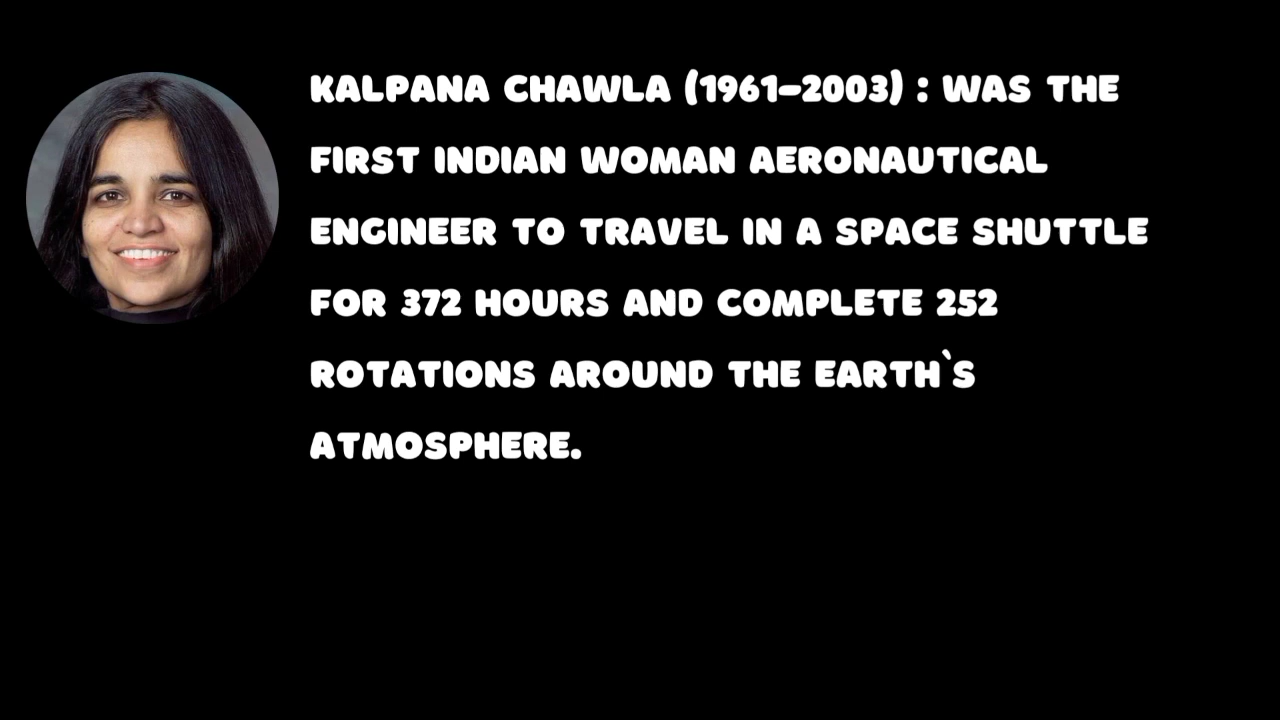 KALPANA CHAWLA (1961–2003) : WAS THE
FIRST INDIAN WOMAN AERONAUTICAL
ENGINEER TO TRAVEL IN A SPACE SHUTTLE
FOR 372 HOURS AND COMPLETE 252
ROTATIONS AROUND THE EARTH`S
ATMOSPHERE.